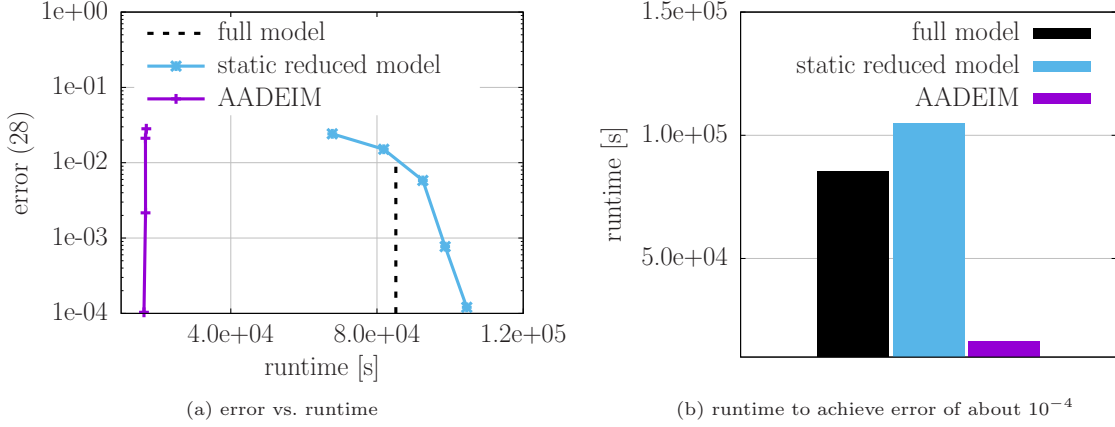 1e+00
1e-01
1e-02
1e-03
1e-04
error (28)
full model
static reduced model
AADEIM
4.0e+04 8.0e+04 1.2e+05
runtime [s]
(a) error vs. runtime
1.5e+05
1.0e+05
5.0e+04
runtime [s]
full model
static reduced model
AADEIM
(b) runtime to achieve error of about 10⁻⁴